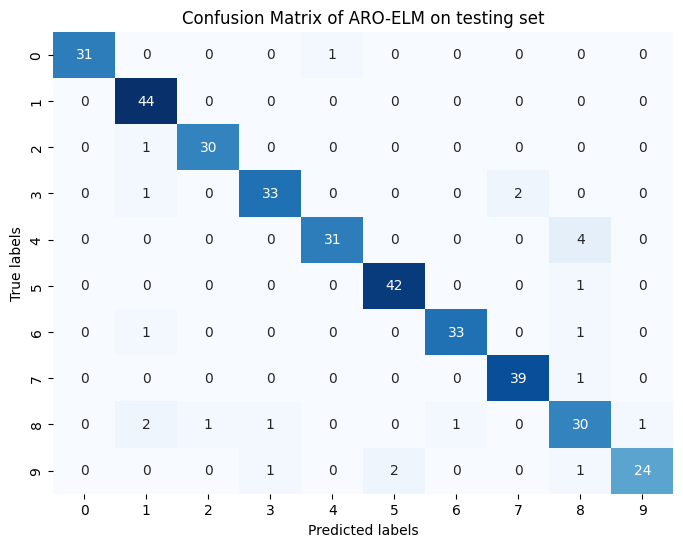 Confusion Matrix of ARO-ELM on testing set
True labels
0 31 0 0 0 1 0 0 0 0 0
1 0 44 0 0 0 0 0 0 0 0
2 0 1 30 0 0 0 0 0 0 0
3 0 1 0 33 0 0 0 2 0 0
4 0 0 0 0 31 0 0 0 4 0
5 0 0 0 0 0 42 0 0 1 0
6 0 1 0 0 0 0 33 0 1 0
7 0 0 0 0 0 0 0 39 1 0
8 0 2 1 1 0 0 1 0 30 1
9 0 0 0 1 0 2 0 0 1 24
0 1 2 3 4 5 6 7 8 9
Predicted labels